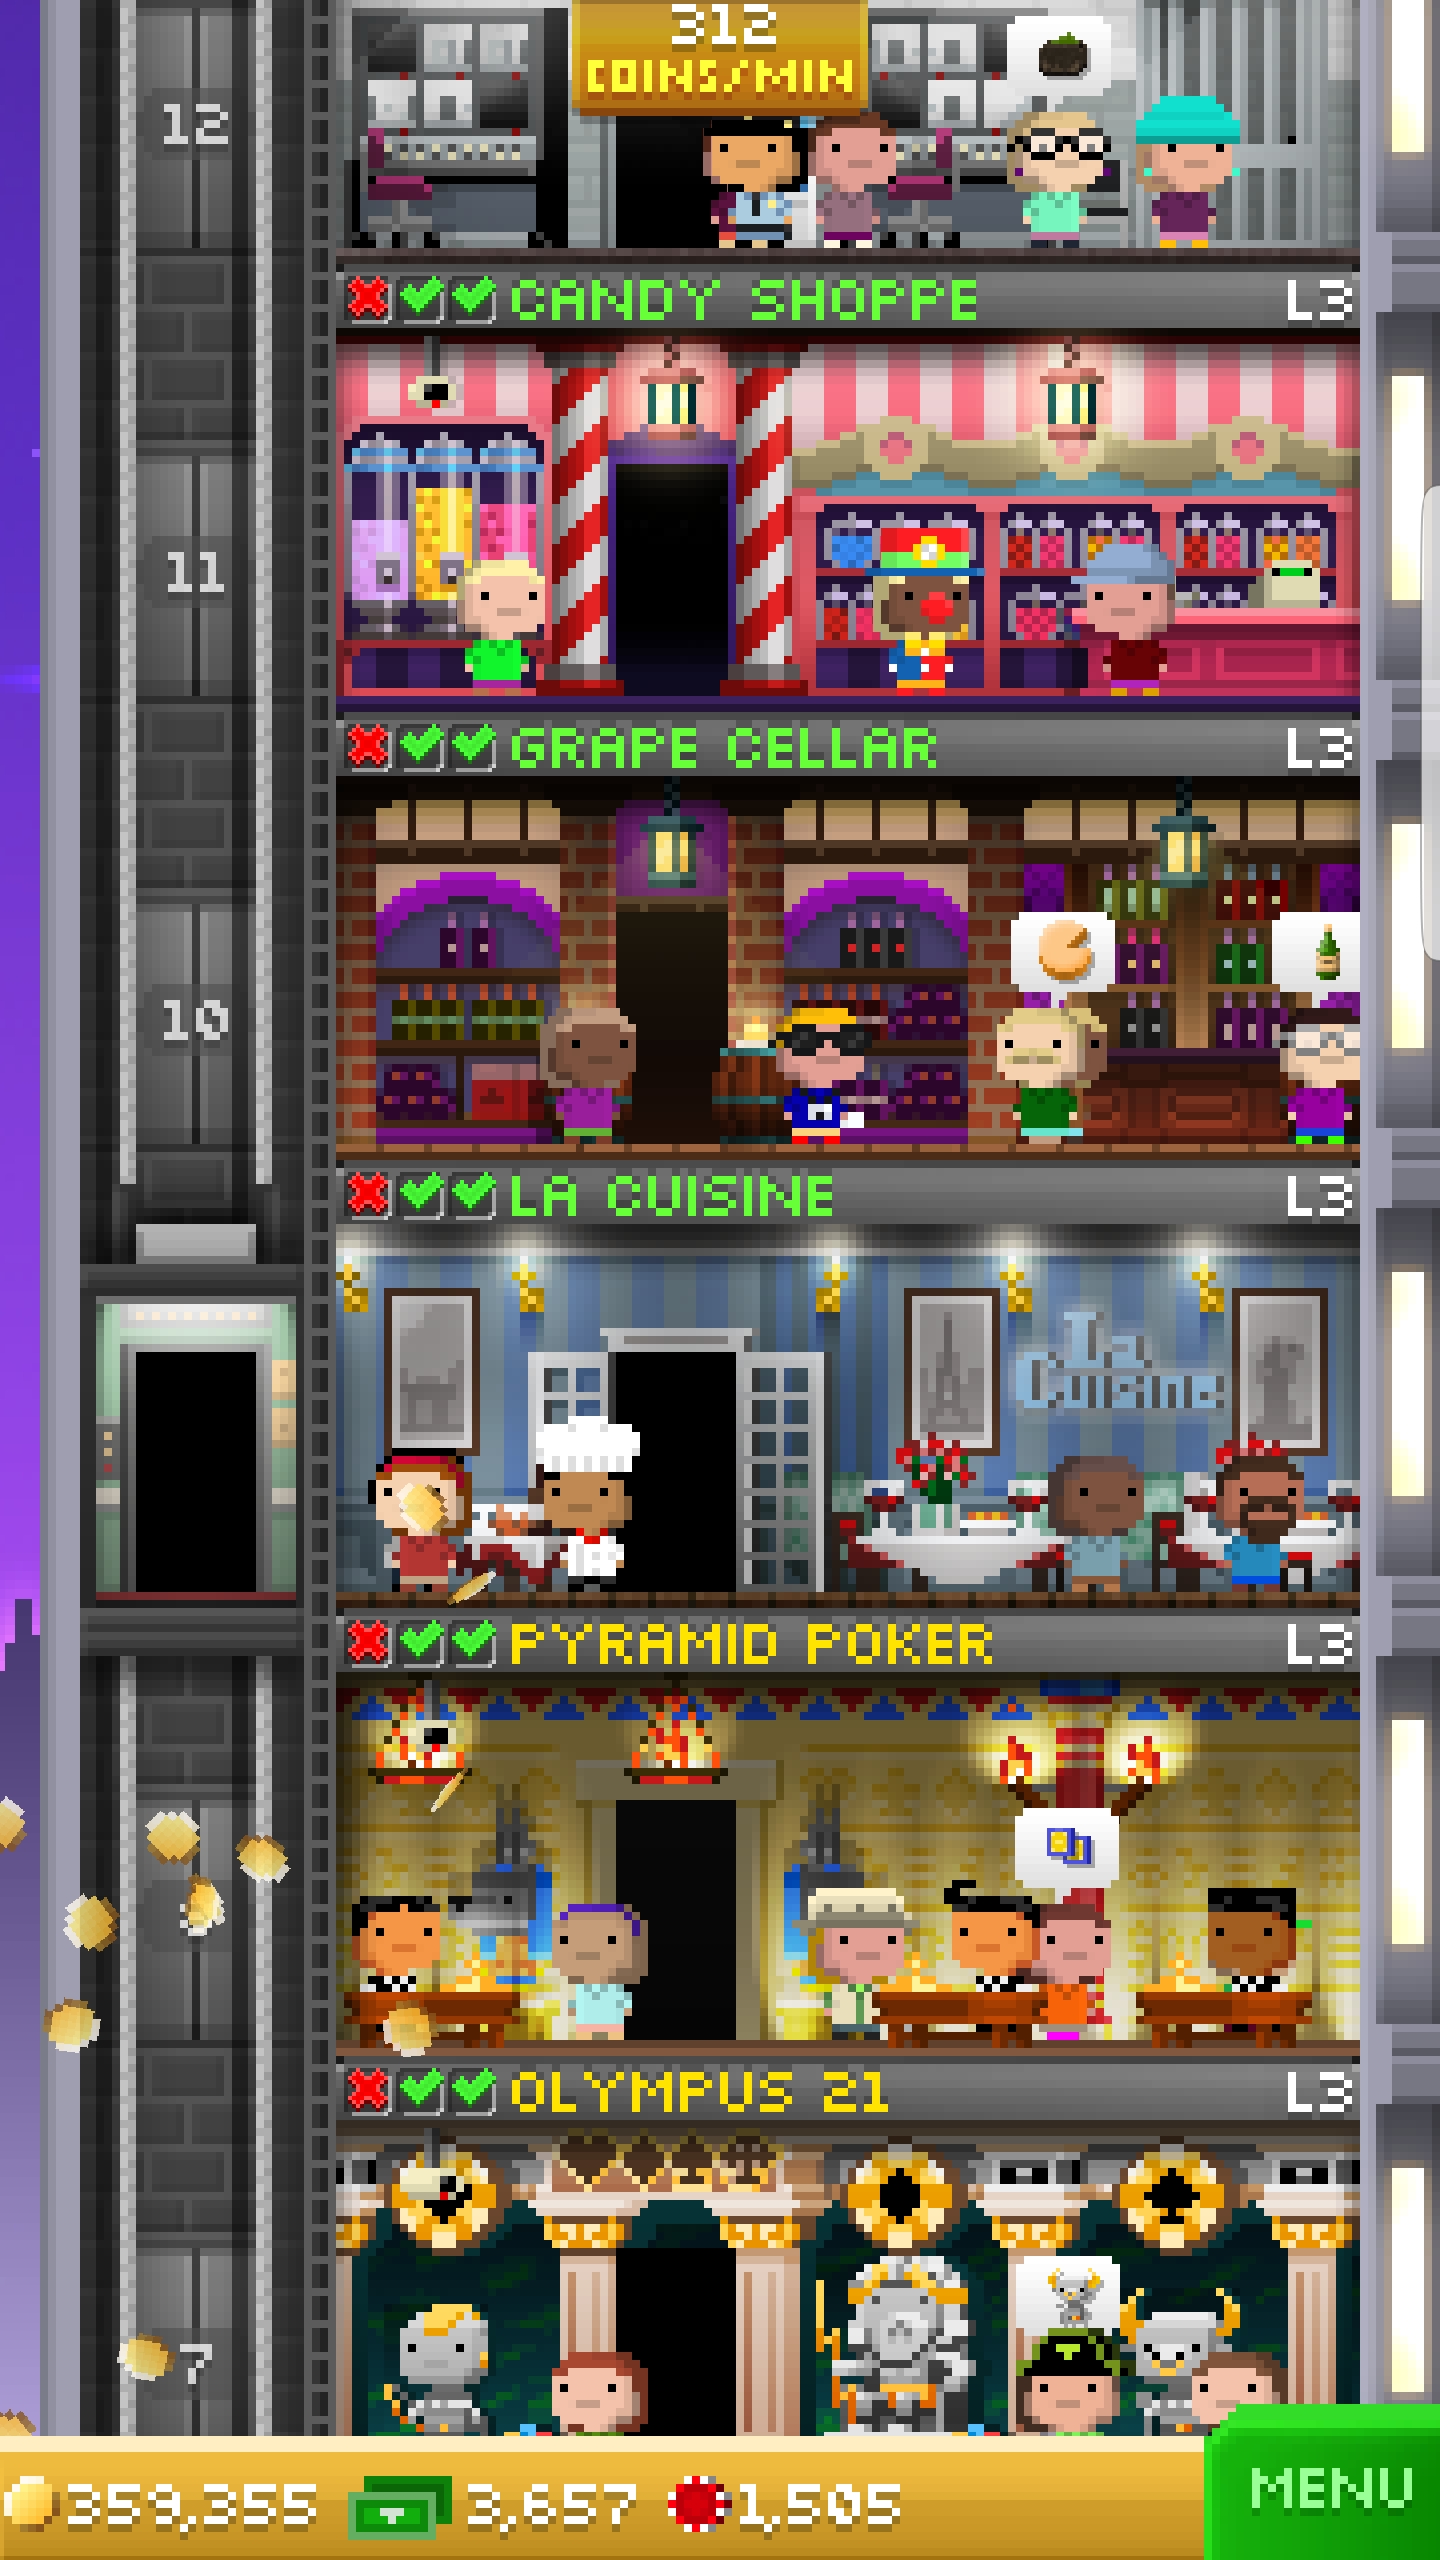 312
COINS/MIN
12
CANDY SHOPPE L3
11
GRAPE CELLAR L3
10
LA CUISINE L3
La
Cuisine
PYRAMID POKER L3
OLYMPUS 21 L3
7
359,355 3,657 1,505
MENU